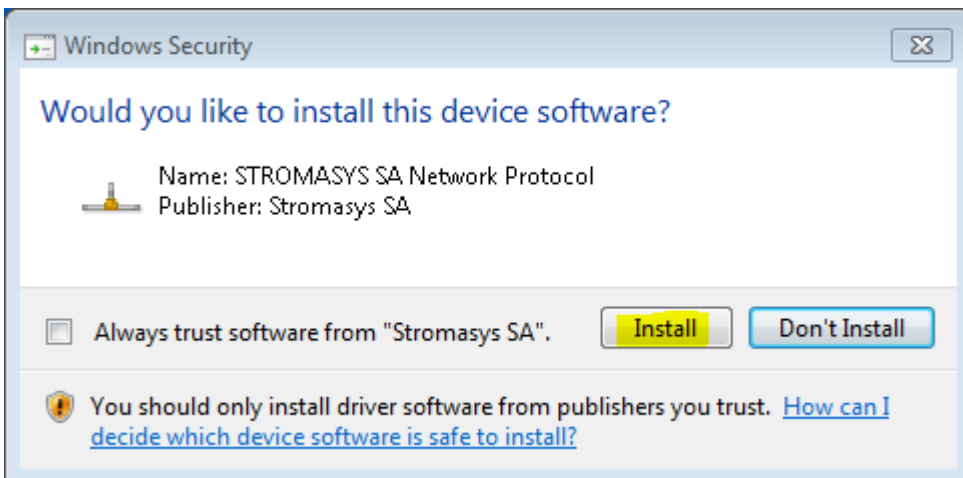 Windows Security
Would you like to install this device software?
Name: STROMASYS SA Network Protocol
Publisher: Stromasys SA
Always trust software from "Stromasys SA".
Install
Don't Install
You should only install driver software from publishers you trust. How can I
decide which device software is safe to install?